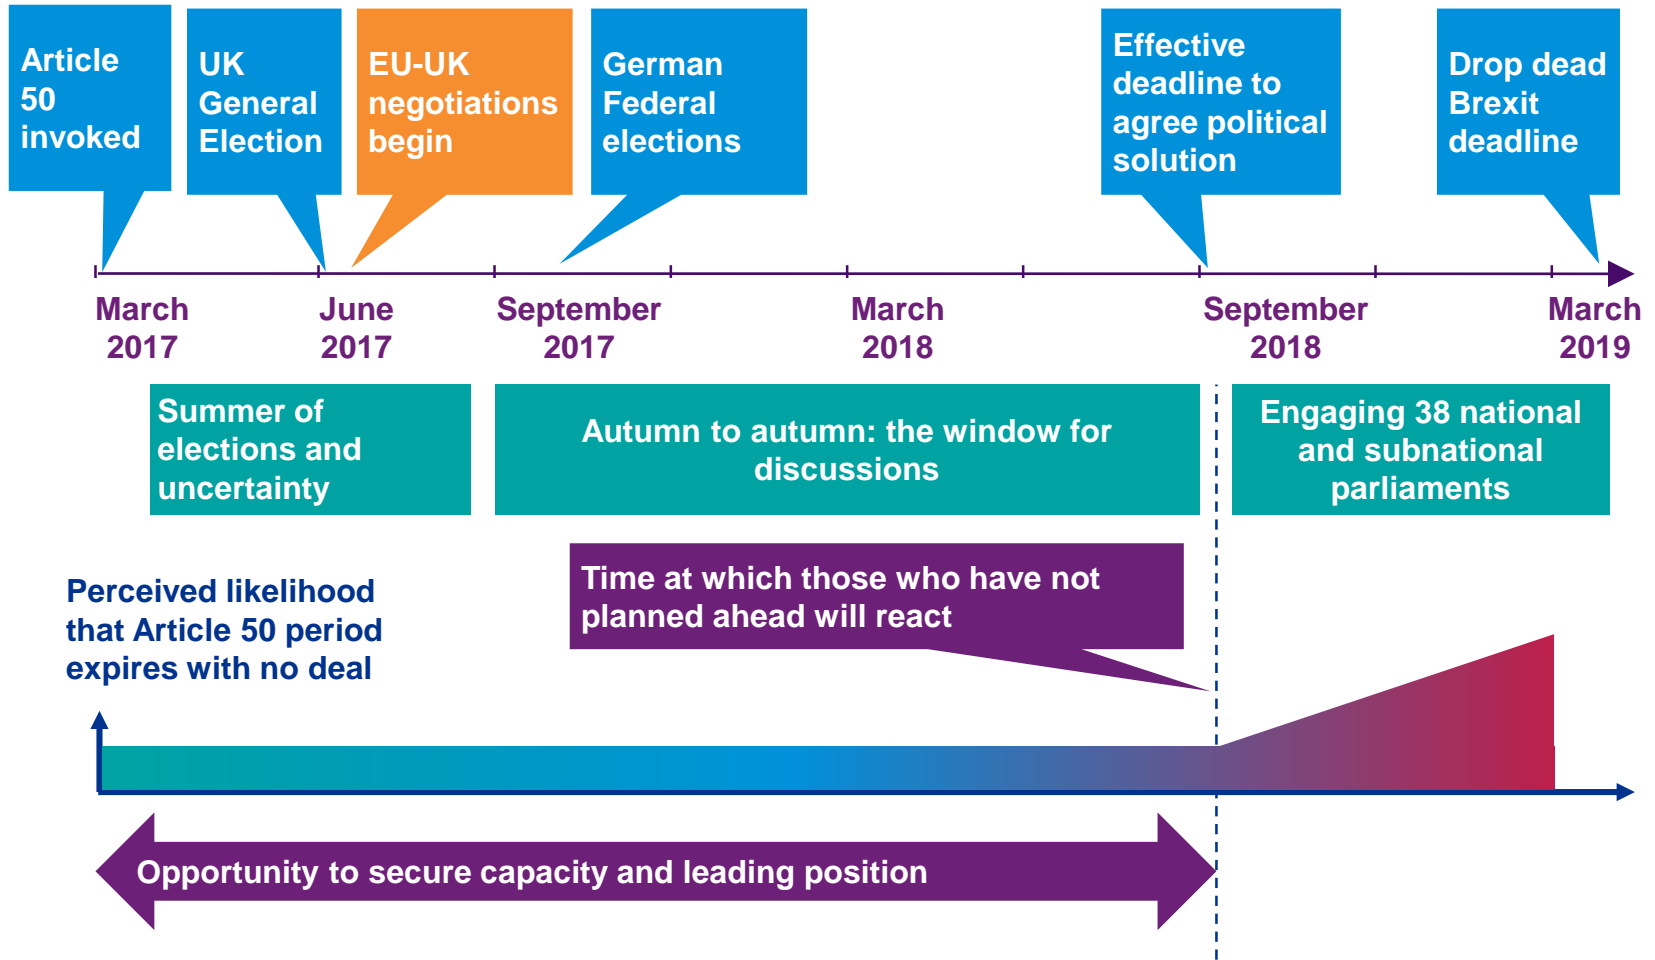 Article
50
invoked
UK
General
Election
EU-UK
negotiations
begin
German
Federal
elections
Effective
deadline to
agree political
solution
Drop dead
Brexit
deadline
March
2017
June
2017
September
2017
March
2018
September
2018
March
2019
Summer of
elections and
uncertainty
Autumn to autumn: the window for
discussions
Engaging 38 national
and subnational
parliaments
Time at which those who have not
planned ahead will react
Perceived likelihood
that Article 50 period
expires with no deal
Opportunity to secure capacity and leading position